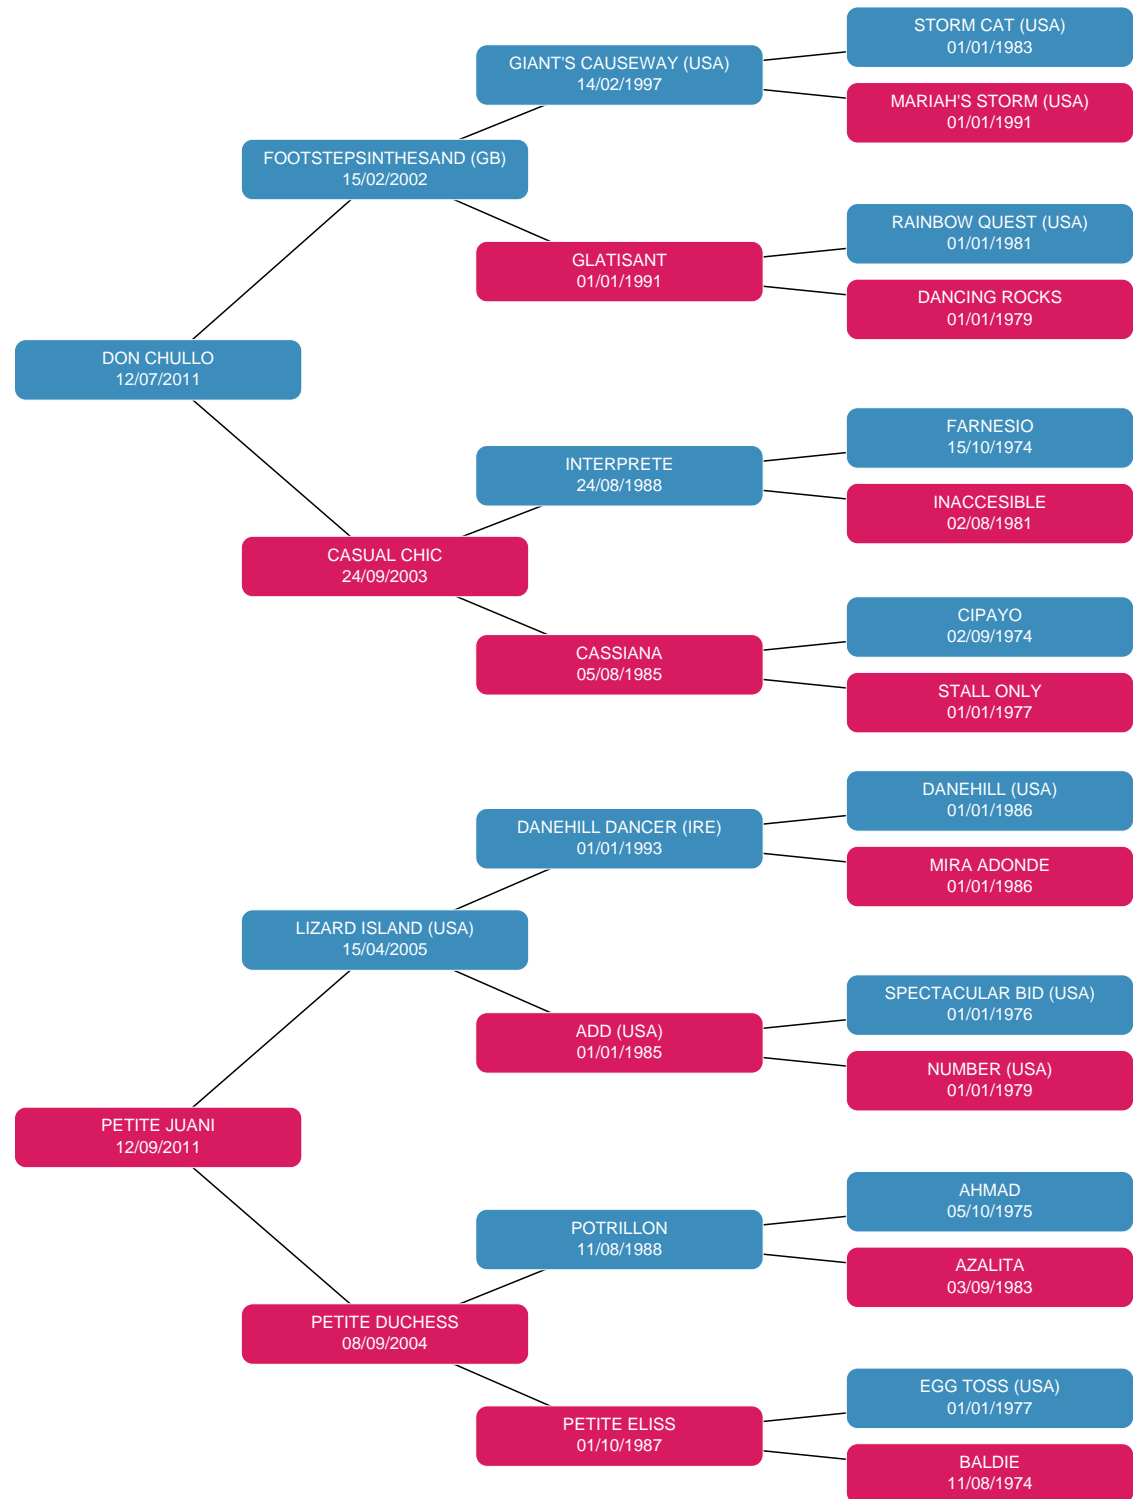 STORM CAT (USA)
01/01/1983
GIANT'S CAUSEWAY (USA)
14/02/1997
MARIAH'S STORM (USA)
01/01/1991
FOOTSTEPSINTHESAND (GB)
15/02/2002
RAINBOW QUEST (USA)
01/01/1981
GLATISANT
01/01/1991
DANCING ROCKS
01/01/1979
DON CHULLO
12/07/2011
FARNESIO
15/10/1974
INTERPRETE
24/08/1988
INACCESIBLE
02/08/1981
CASUAL CHIC
24/09/2003
CIPAYO
02/09/1974
CASSIANA
05/08/1985
STALL ONLY
01/01/1977
DANEHILL (USA)
01/01/1986
DANEHILL DANCER (IRE)
01/01/1993
MIRA ADONDE
01/01/1986
LIZARD ISLAND (USA)
15/04/2005
SPECTACULAR BID (USA)
01/01/1976
ADD (USA)
01/01/1985
NUMBER (USA)
01/01/1979
PETITE JUANI
12/09/2011
AHMAD
05/10/1975
POTRILLON
11/08/1988
AZALITA
03/09/1983
PETITE DUCHESS
08/09/2004
EGG TOSS (USA)
01/01/1977
PETITE ELISS
01/10/1987
BALDIE
11/08/1974